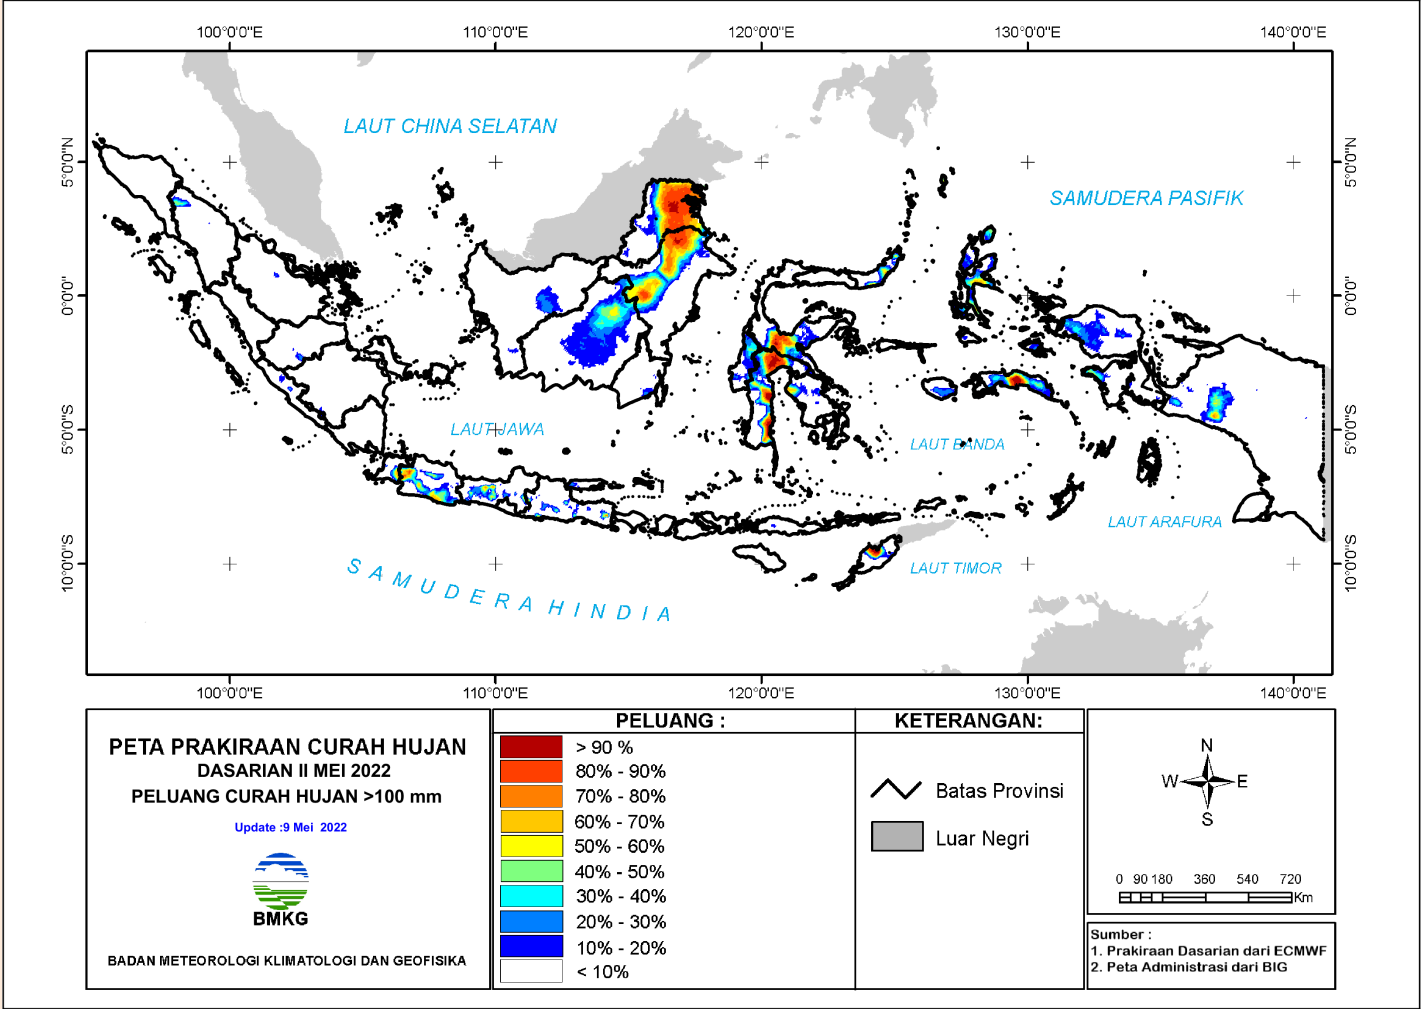 100°0'0"E 110°0'0"E 120°0'0"E 130°0'0"E 140°0'0"E
LAUT CHINA SELATAN
5°0'0"N 5°0'0"N
SAMUDERA PASIFIK
0°0'0" 0°0'0"
LAUT JAWA
5°0'0"S 5°0'0"S
LAUT BANDA
LAUT ARAFURA
10°0'0"S 10°0'0"S
LAUT TIMOR
SAMUDERA HINDIA
100°0'0"E 110°0'0"E 120°0'0"E 130°0'0"E 140°0'0"E
PETA PRAKIRAAN CURAH HUJAN
DASARIAN II MEI 2022
PELUANG CURAH HUJAN >100 mm
Update :9 Mei 2022
BMKG
BADAN METEOROLOGI KLIMATOLOGI DAN GEOFISIKA
PELUANG :
> 90 %
80% - 90%
70% - 80%
60% - 70%
50% - 60%
40% - 50%
30% - 40%
20% - 30%
10% - 20%
< 10%
KETERANGAN:
Batas Provinsi
Luar Negri
N
W E
S
0 90 180 360 540 720
Km
Sumber :
1. Prakiraan Dasarian dari ECMWF
2. Peta Administrasi dari BIG